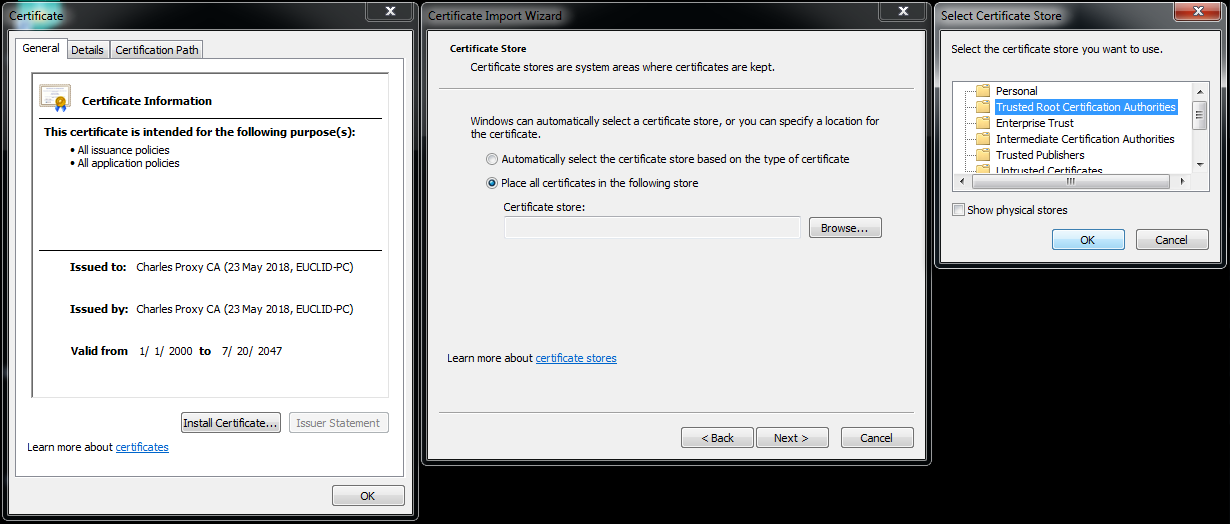 Certificate
General
Details
Certification Path
Certificate Information
This certificate is intended for the following purpose(s):
• All issuance policies
• All application policies
Issued to: Charles Proxy CA (23 May 2018, EUCLID-PC)
Issued by: Charles Proxy CA (23 May 2018, EUCLID-PC)
Valid from 1/ 1/ 2000 to 7/ 20/ 2047
Install Certificate...
Issuer Statement
Learn more about certificates
OK
Certificate Import Wizard
Certificate Store
Certificate stores are system areas where certificates are kept.
Windows can automatically select a certificate store, or you can specify a location for
the certificate.
Automatically select the certificate store based on the type of certificate
Place all certificates in the following store
Certificate store:
Browse...
Learn more about certificate stores
< Back
Next >
Cancel
Select Certificate Store
Select the certificate store you want to use.
Personal
Trusted Root Certification Authorities
Enterprise Trust
Intermediate Certification Authorities
Trusted Publishers
Untrusted Certificates
Show physical stores
OK
Cancel